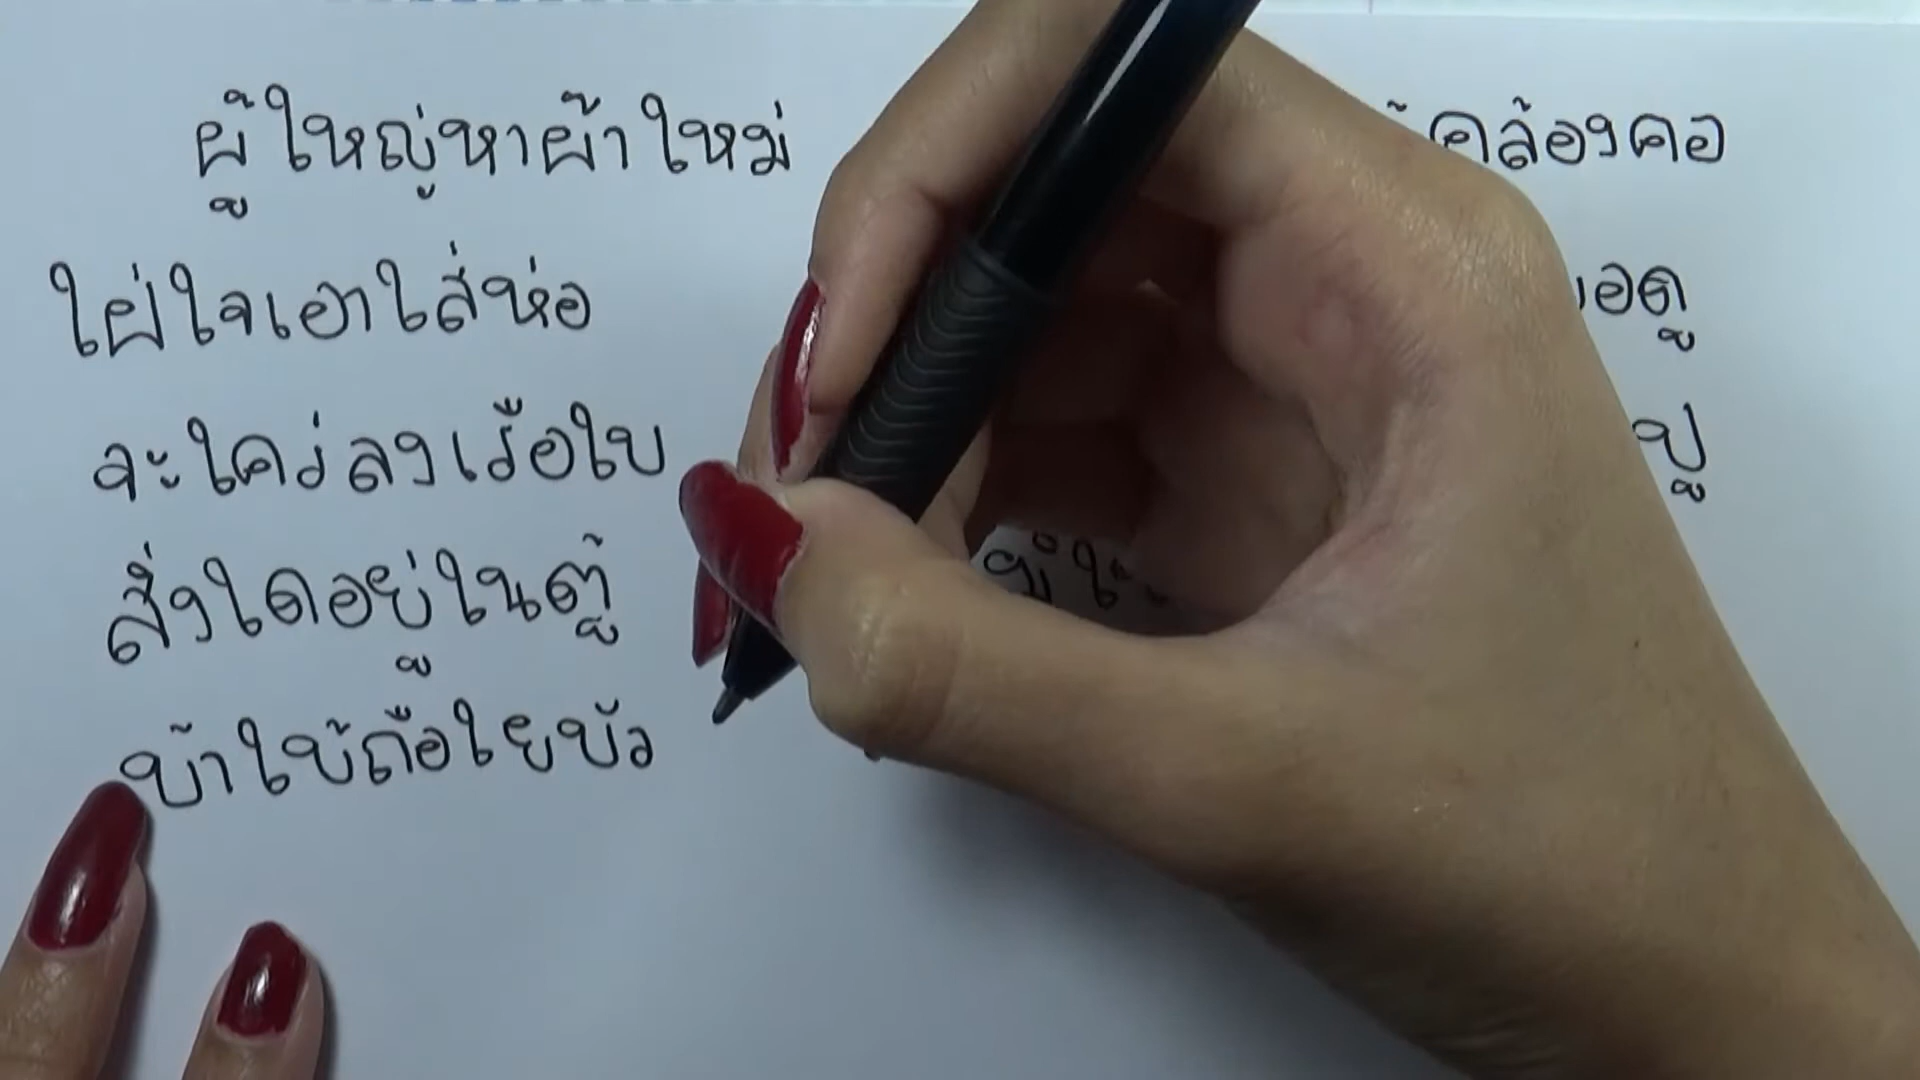 ผู้ใหญ่หาผ้าใหม่ คล้องคอ
ใฝ่ใจเอาใส่ห่อ
จะใคร่ลงเรือใบ ปู
สิ่งใดอยู่ในตู้
บ้าใบ้ถือใยบัว